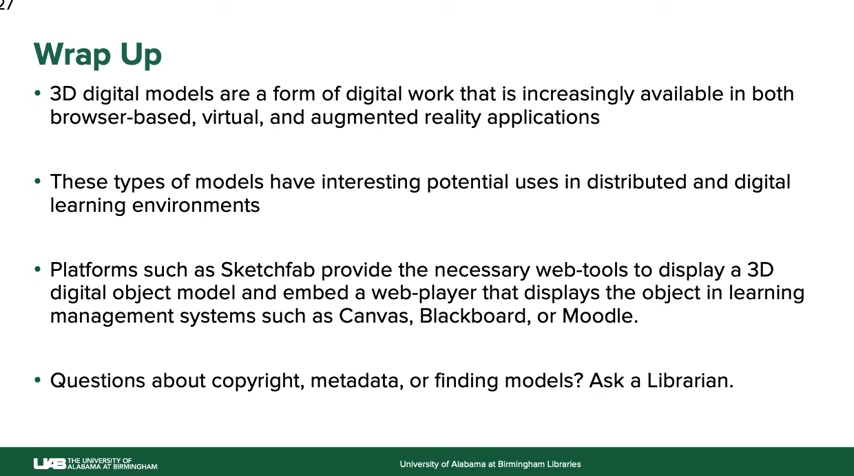 27
Wrap Up
• 3D digital models are a form of digital work that is increasingly available in both
browser-based, virtual, and augmented reality applications
• These types of models have interesting potential uses in distributed and digital
learning environments
• Platforms such as Sketchfab provide the necessary web-tools to display a 3D
digital object model and embed a web-player that displays the object in learning
management systems such as Canvas, Blackboard, or Moodle.
• Questions about copyright, metadata, or finding models? Ask a Librarian.
UAB THE UNIVERSITY OF
ALABAMA AT BIRMINGHAM
University of Alabama at Birmingham Libraries